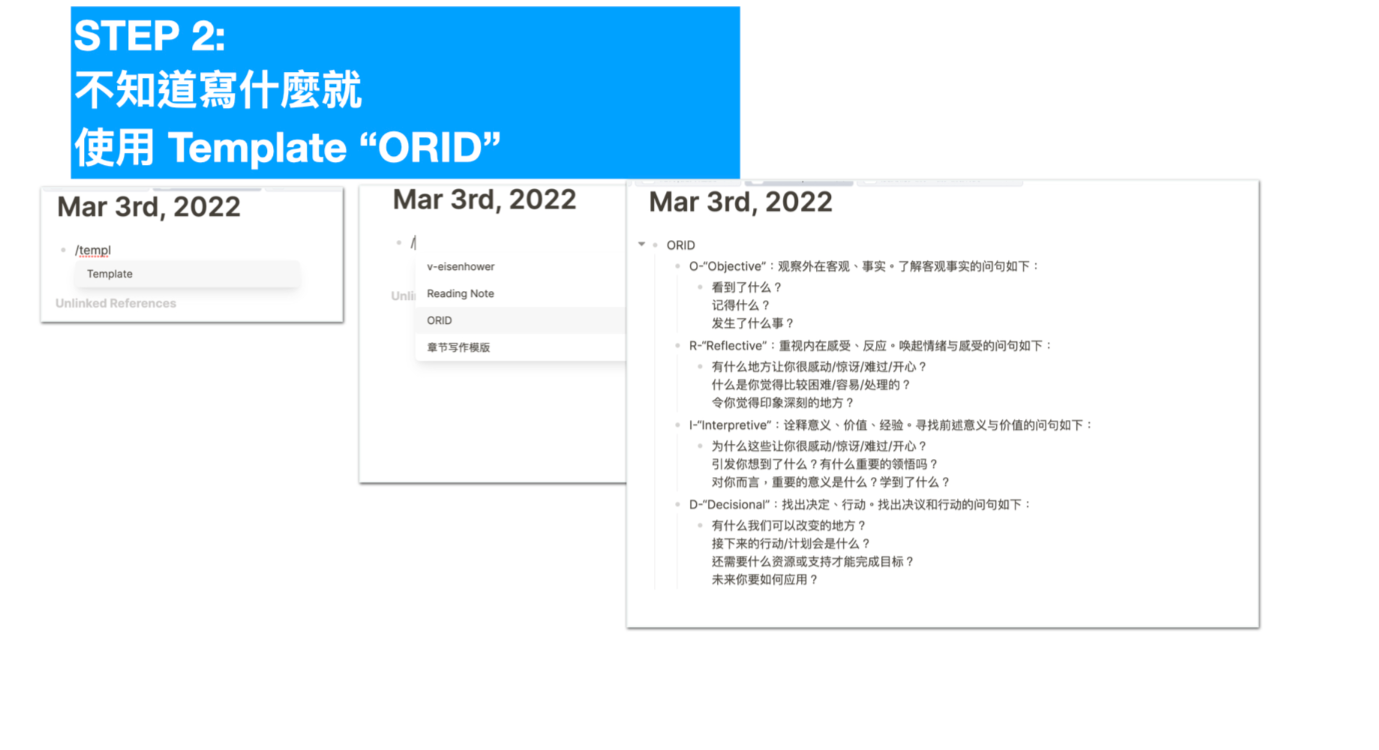 STEP 2:
不知道寫什麼就
使用 Template “ORID”
Mar 3rd, 2022
/templ
Template
Unlinked References
Mar 3rd, 2022
/
v-eisenhower
Reading Note
ORID
章节写作模版
Mar 3rd, 2022
ORID
O-"Objective"：观察外在客观、事实。了解客观事实的问句如下：
看到了什么？
记得什么？
发生了什么事？
R-"Reflective"：重视内在感受、反应。唤起情绪与感受的问句如下：
有什么地方让你很感动/惊讶/难过/开心？
什么是你觉得比较困难/容易/处理的？
令你觉得印象深刻的地方？
I-"Interpretive"：诠释意义、价值、经验。寻找前述意义与价值的问句如下：
为什么这些让你很感动/惊讶/难过/开心？
引发你想到了什么？有什么重要的领悟吗？
对你而言，重要的意义是什么？学到了什么？
D-"Decisional"：找出决定、行动。找出决议和行动的问句如下：
有什么我们可以改变的地方？
接下来的行动/计划会是什么？
还需要什么资源或支持才能完成目标？
未来你要如何应用？